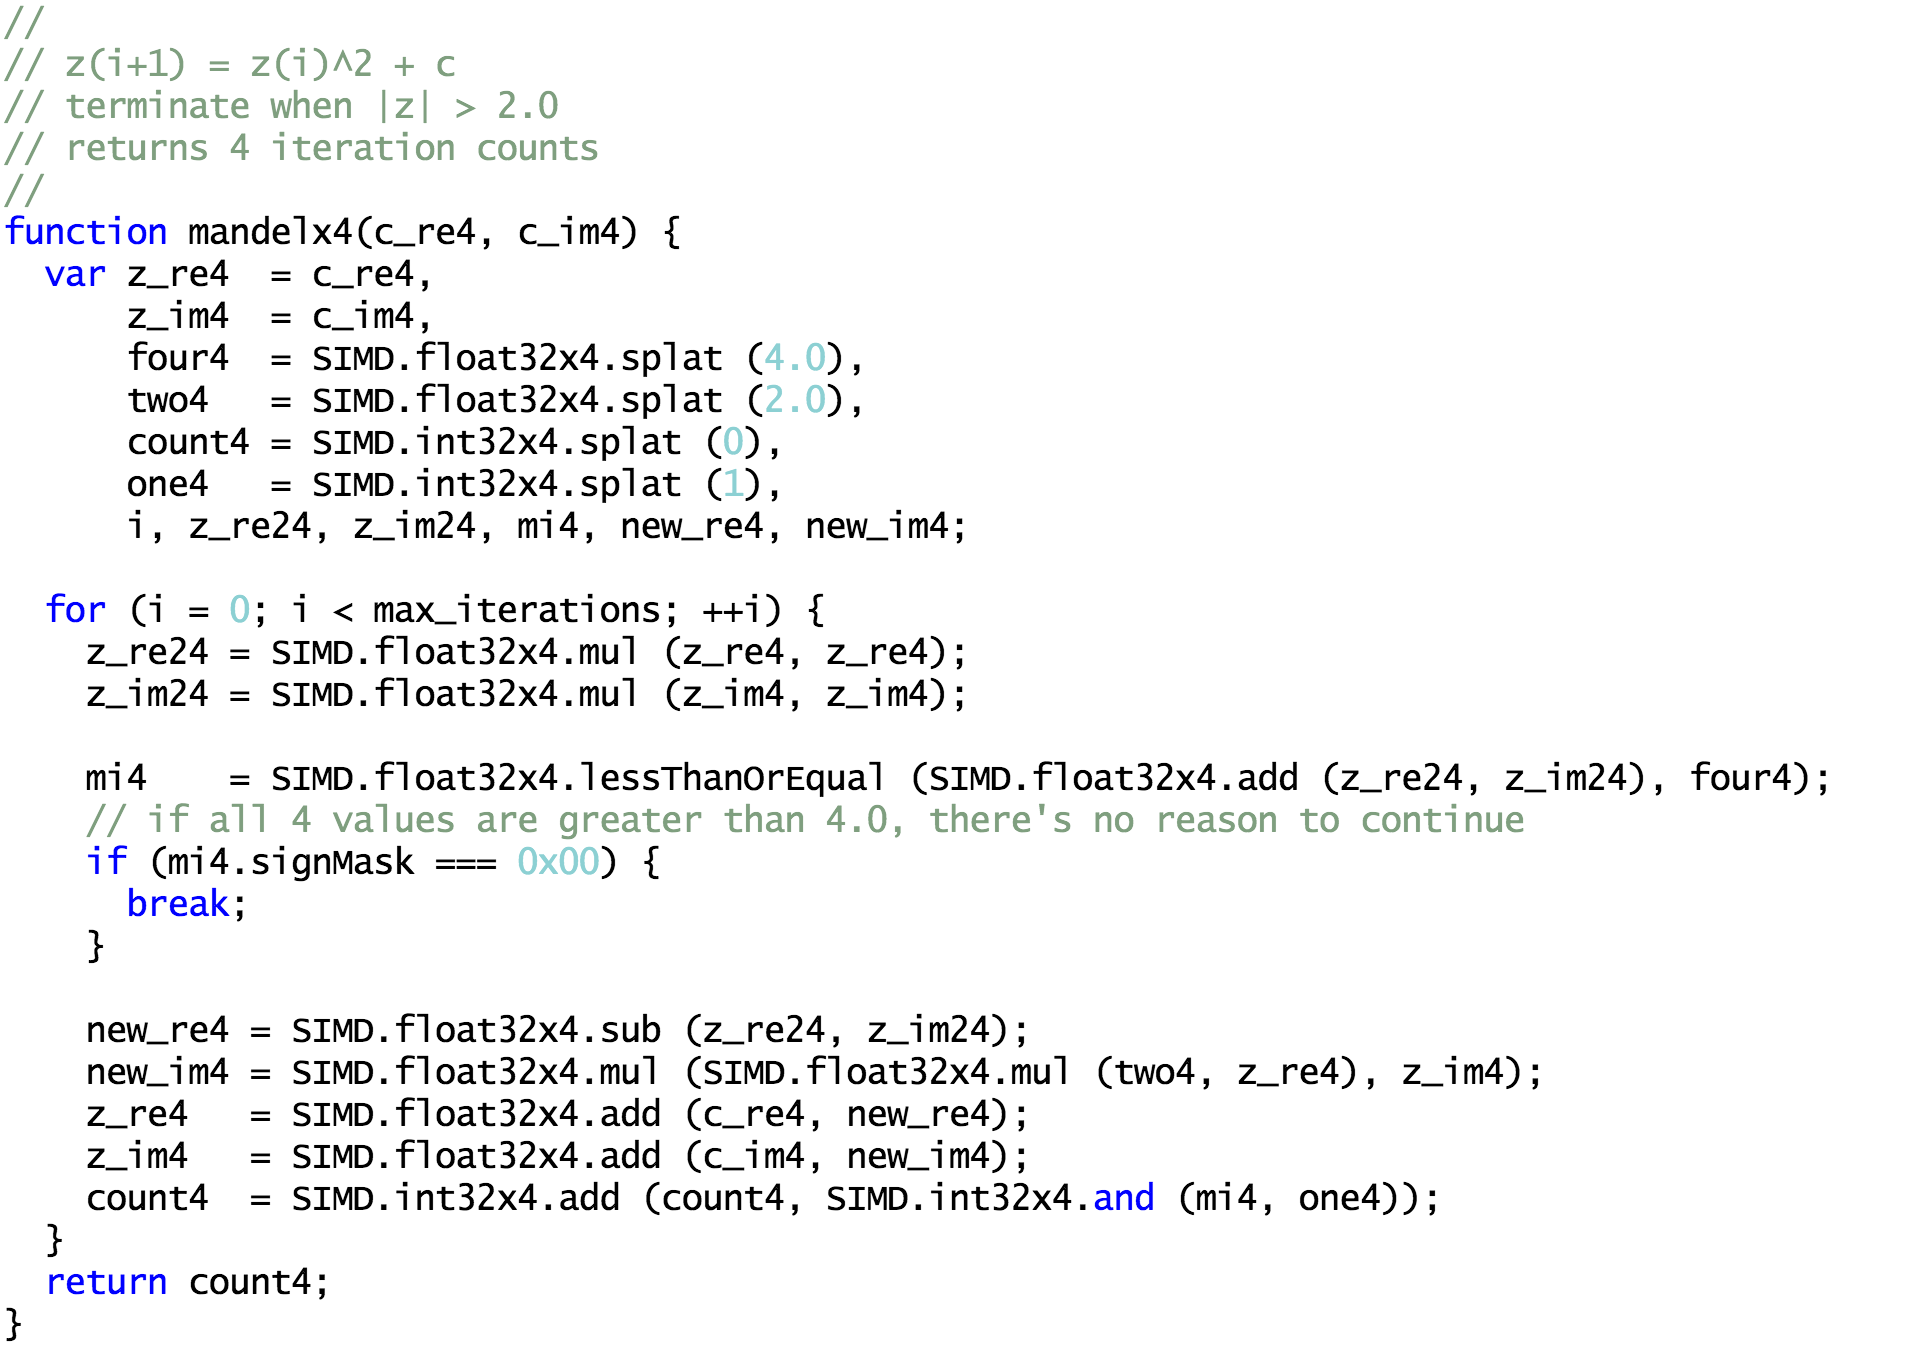 //
// z(i+1) = z(i)^2 + c
// terminate when |z| > 2.0
// returns 4 iteration counts
//
function mandelx4(c_re4, c_im4) {
  var z_re4  = c_re4,
      z_im4  = c_im4,
      four4  = SIMD.float32x4.splat (4.0),
      two4   = SIMD.float32x4.splat (2.0),
      count4 = SIMD.int32x4.splat (0),
      one4   = SIMD.int32x4.splat (1),
      i, z_re24, z_im24, mi4, new_re4, new_im4;

  for (i = 0; i < max_iterations; ++i) {
    z_re24 = SIMD.float32x4.mul (z_re4, z_re4);
    z_im24 = SIMD.float32x4.mul (z_im4, z_im4);

    mi4    = SIMD.float32x4.lessThanOrEqual (SIMD.float32x4.add (z_re24, z_im24), four4);
    // if all 4 values are greater than 4.0, there's no reason to continue
    if (mi4.signMask === 0x00) {
      break;
    }

    new_re4 = SIMD.float32x4.sub (z_re24, z_im24);
    new_im4 = SIMD.float32x4.mul (SIMD.float32x4.mul (two4, z_re4), z_im4);
    z_re4   = SIMD.float32x4.add (c_re4, new_re4);
    z_im4   = SIMD.float32x4.add (c_im4, new_im4);
    count4  = SIMD.int32x4.add (count4, SIMD.int32x4.and (mi4, one4));
  }
  return count4;
}